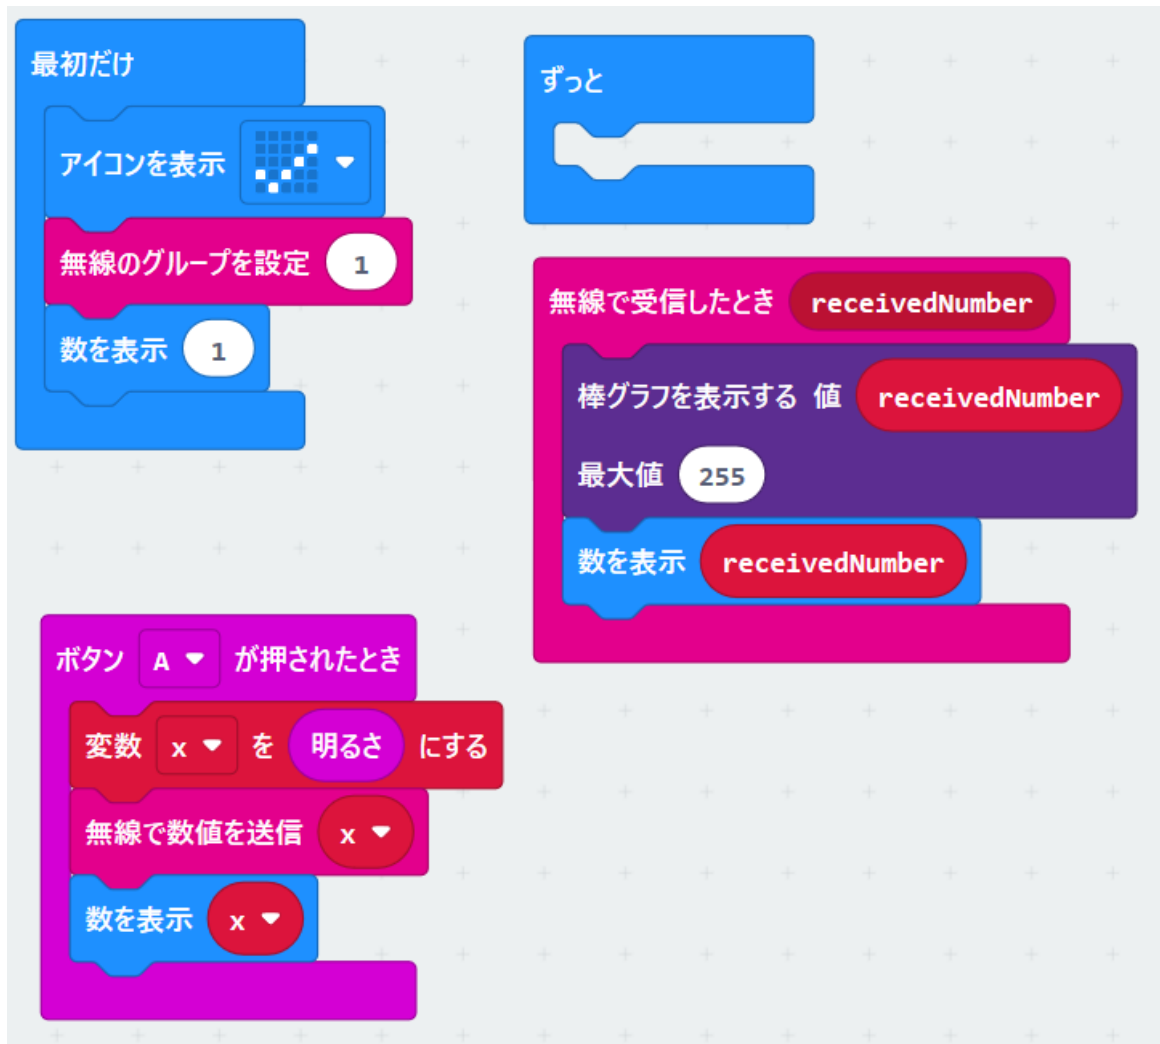 最初だけ
アイコンを表示
無線のグループを設定 1
数を表示 1
ずっと
無線で受信したとき receivedNumber
棒グラフを表示する 値 receivedNumber
最大値 255
数を表示 receivedNumber
ボタン A が押されたとき
変数 x を 明るさ にする
無線で数値を送信 x
数を表示 x